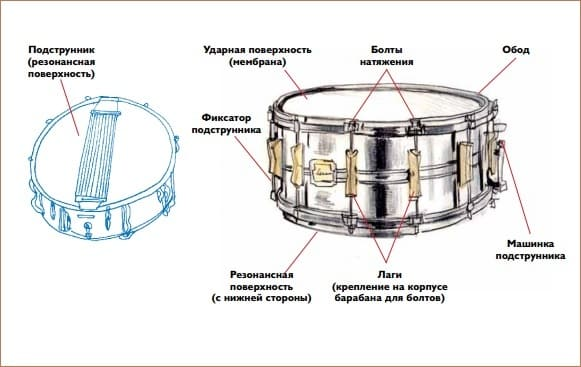 Подструнник
(резонансная
поверхность)
Ударная поверхность
(мембрана)
Болты
натяжения
Обод
Фиксатор
подструнника
Машинка
подструнника
Резонансная
поверхность
(с нижней стороны)
Лаги
(крепление на корпусе
барабана для болтов)